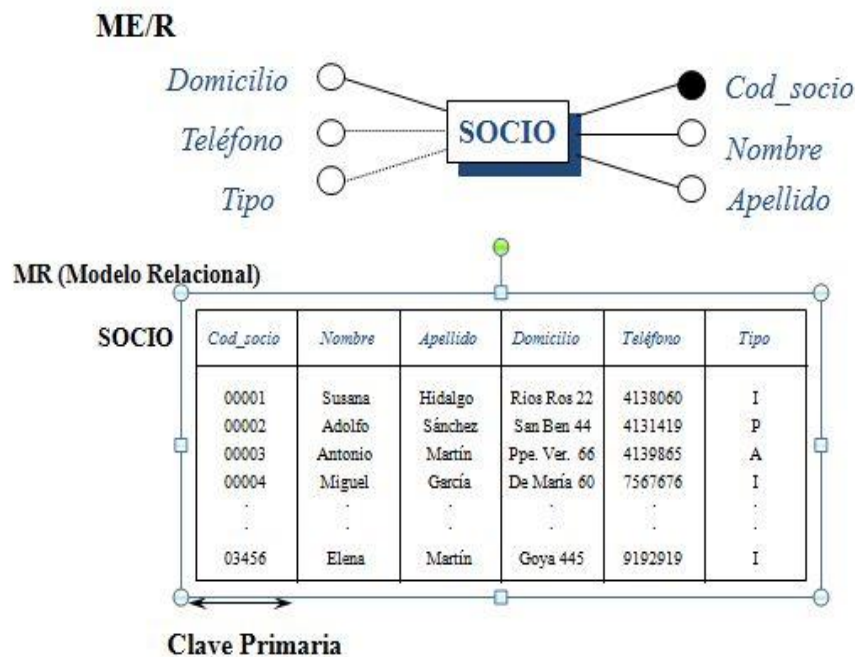 ME/R
Domicilio
Cod_socio
Teléfono
SOCIO
Nombre
Tipo
Apellido
MR (Modelo Relacional)
SOCIO
Cod_socio Nombre Apellido Domicilio Teléfono Tipo
00001 Susana Hidalgo Rios Ros 22 4138060 I
00002 Adolfo Sánchez San Ben 44 4131419 P
00003 Antonio Martín Ppe. Ver. 66 4139865 A
00004 Miguel García De María 60 7567676 I
. . . . . .
. . . . . .
03456 Elena Martín Goya 445 9192919 I
Clave Primaria